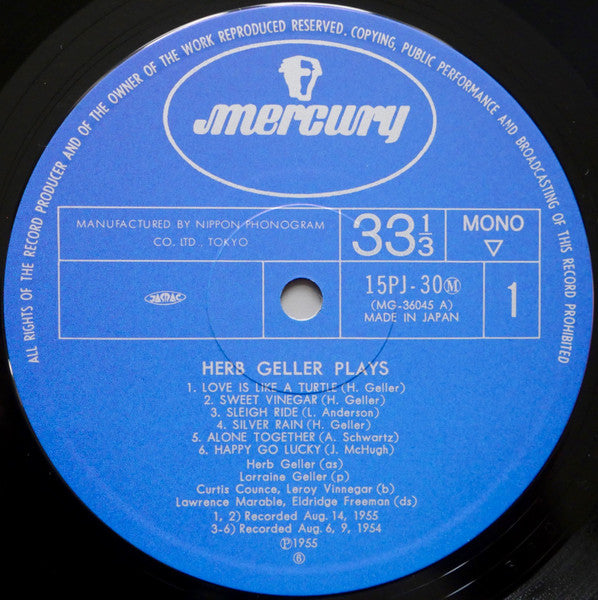 ALL RIGHTS OF THE RECORD PRODUCER AND OF THE OWNER OF THE WORK REPRODUCED RESERVED. COPYING, PUBLIC PERFORMANCE AND BROADCASTING OF THIS RECORD PROHIBITED
mercury
MANUFACTURED BY NIPPON PHONOGRAM
CO. LTD., TOKYO
33 1/3
MONO
▽
JASRAC
15PJ-30Ⓜ
(MG-36045 A)
MADE IN JAPAN
1
HERB GELLER PLAYS
1. LOVE IS LIKE A TURTLE (H. Geller)
2. SWEET VINEGAR (H. Geller)
3. SLEIGH RIDE (L. Anderson)
4. SILVER RAIN (H. Geller)
5. ALONE TOGETHER (A. Schwartz)
6. HAPPY GO LUCKY (J. McHugh)
Herb Geller (as)
Lorraine Geller (p)
Curtis Counce, Leroy Vinnegar (b)
Lawrence Marable, Eldridge Freeman (ds)
1, 2) Recorded Aug. 14, 1955
3-6) Recorded Aug. 6, 9, 1954
Ⓟ1955
⑥